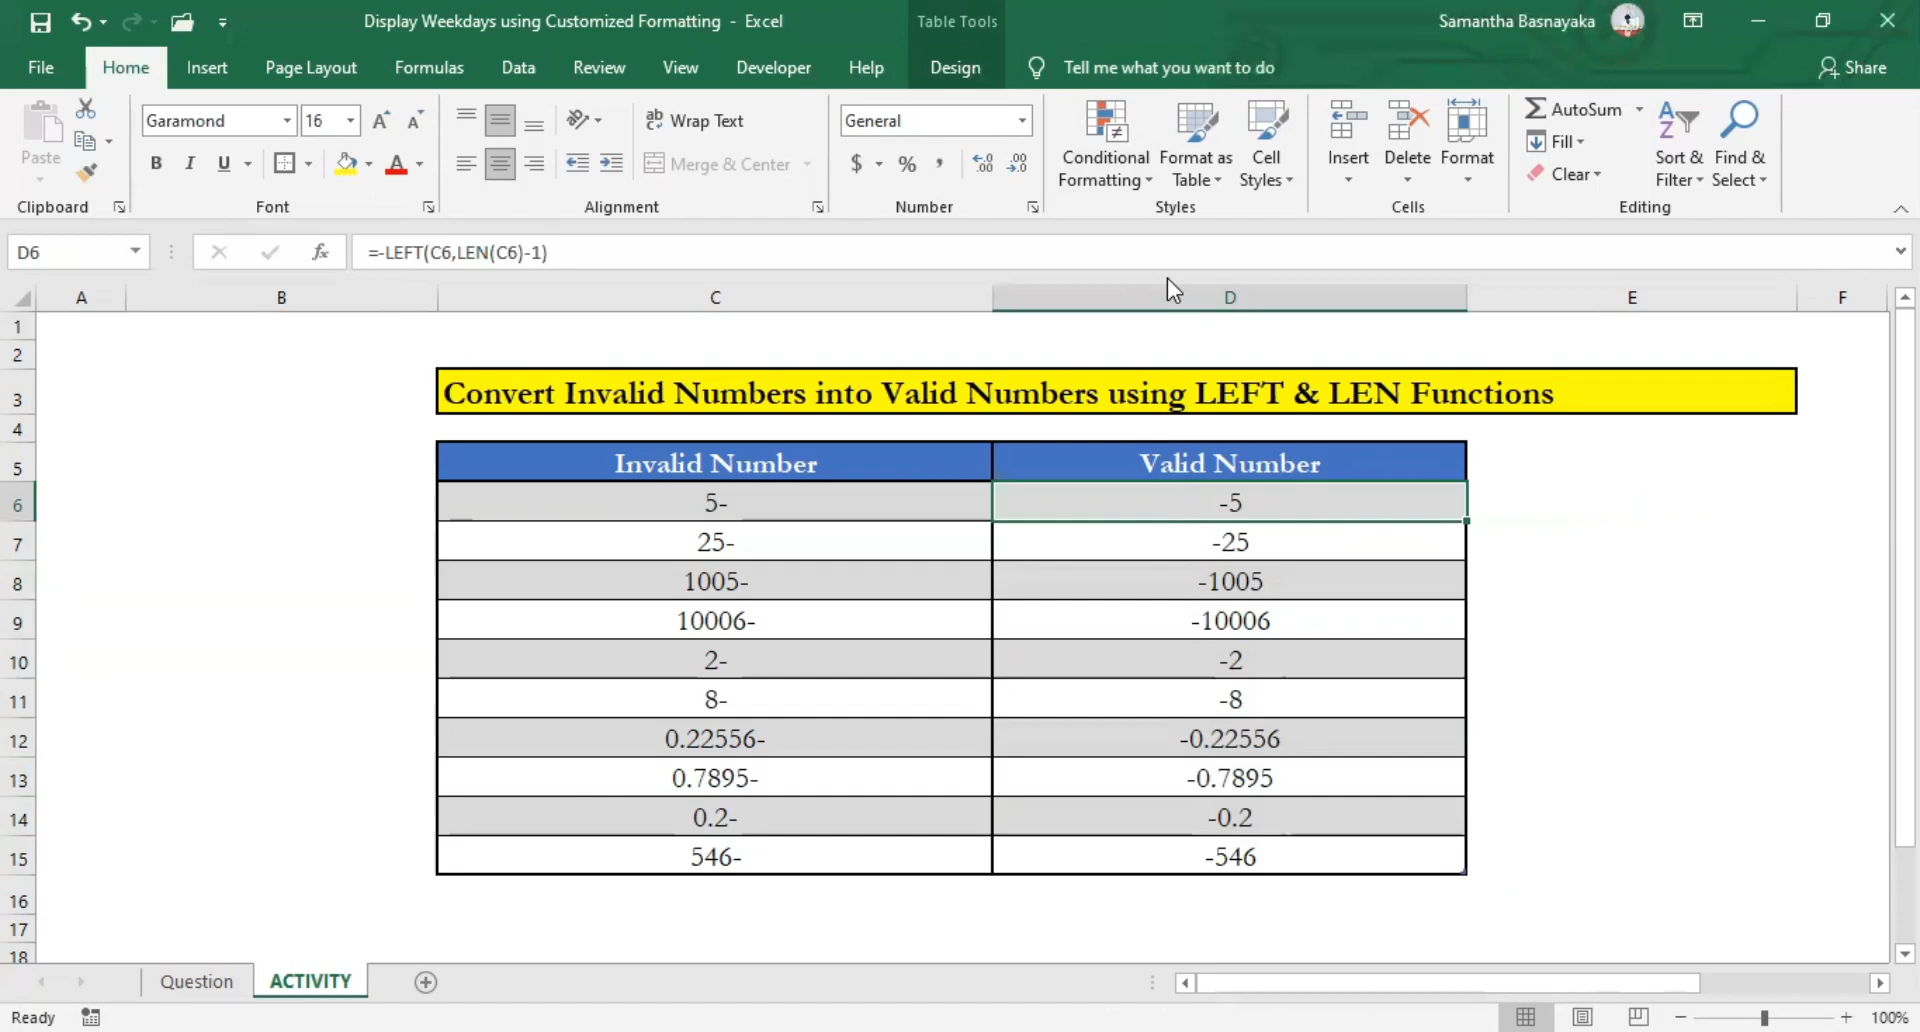 Display Weekdays using Customized Formatting - Excel
Table Tools
Samantha Basnayaka
File Home Insert Page Layout Formulas Data Review View Developer Help Design Tell me what you want to do Share
Paste
Clipboard
Garamond 16
B I U A
Font
ab Wrap Text
Merge & Center
Alignment
General
$ % , .00 .00
Number
Conditional Formatting
Format as Table
Cell Styles
Styles
Insert Delete Format
Cells
AutoSum
Fill
Clear
Sort & Filter
Find & Select
Editing
D6 fx =-LEFT(C6,LEN(C6)-1)
A B C D E F
1
2
3 Convert Invalid Numbers into Valid Numbers using LEFT & LEN Functions
4
5 Invalid Number Valid Number
6 5- -5
7 25- -25
8 1005- -1005
9 10006- -10006
10 2- -2
11 8- -8
12 0.22556- -0.22556
13 0.7895- -0.7895
14 0.2- -0.2
15 546- -546
16
17
18
Question ACTIVITY
Ready 100%